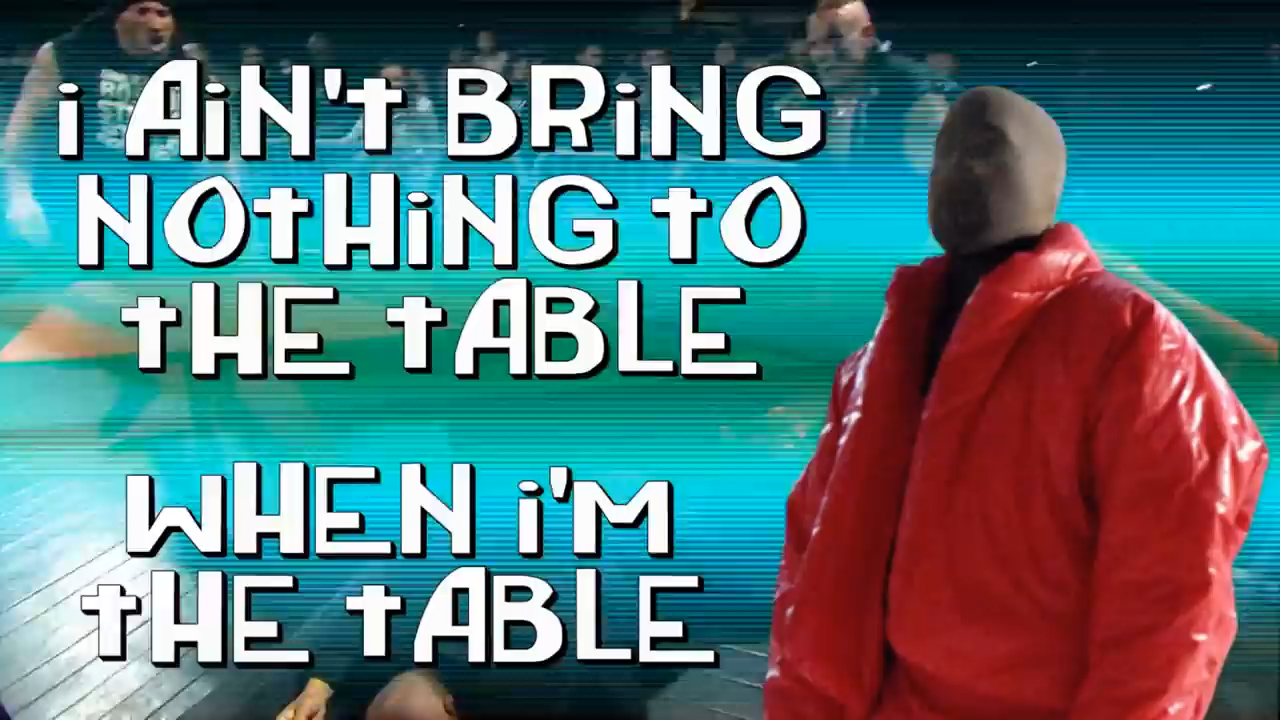 i AiN't BRiNG
NOtHiNG tO
tHE tABLE
WHEN i'M
tHE tABLE